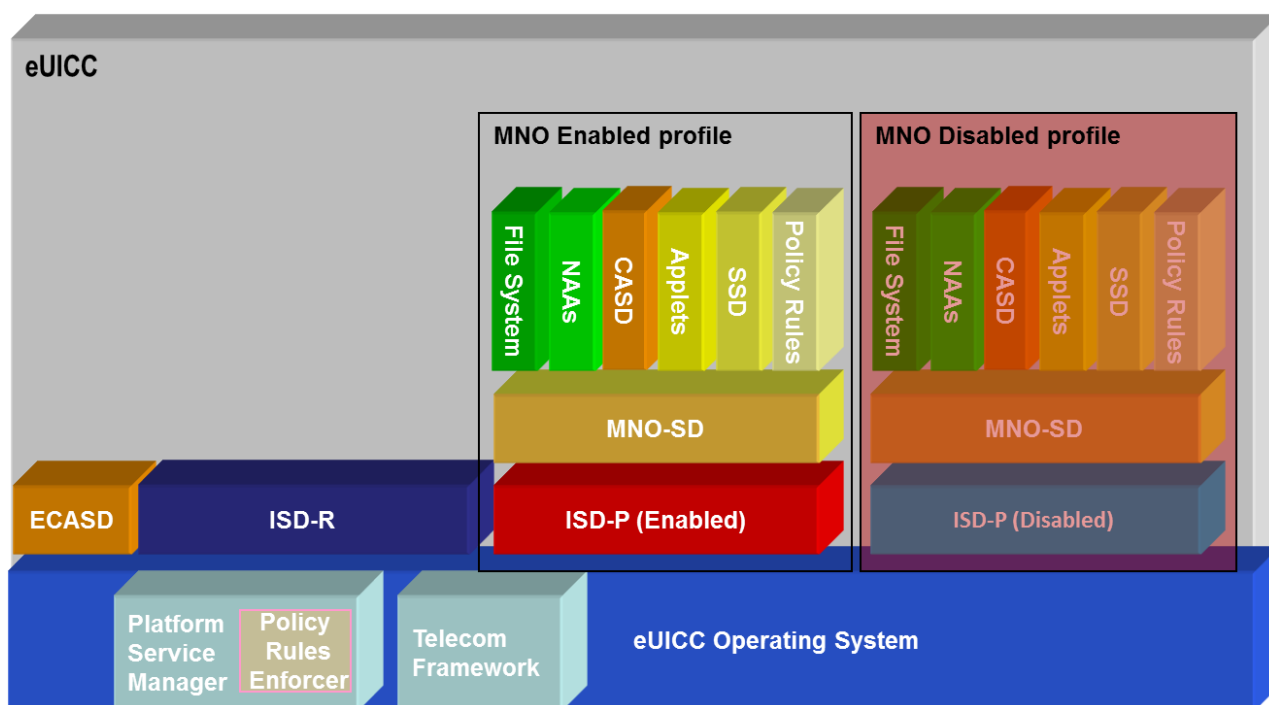 eUICC
MNO Enabled profile
File System
NAAs
CASD
Applets
SSD
Policy Rules
MNO-SD
ISD-P (Enabled)
MNO Disabled profile
File System
NAAs
CASD
Applets
SSD
Policy Rules
MNO-SD
ISD-P (Disabled)
ECASD
ISD-R
Platform
Service
Manager
Policy
Rules
Enforcer
Telecom
Framework
eUICC Operating System